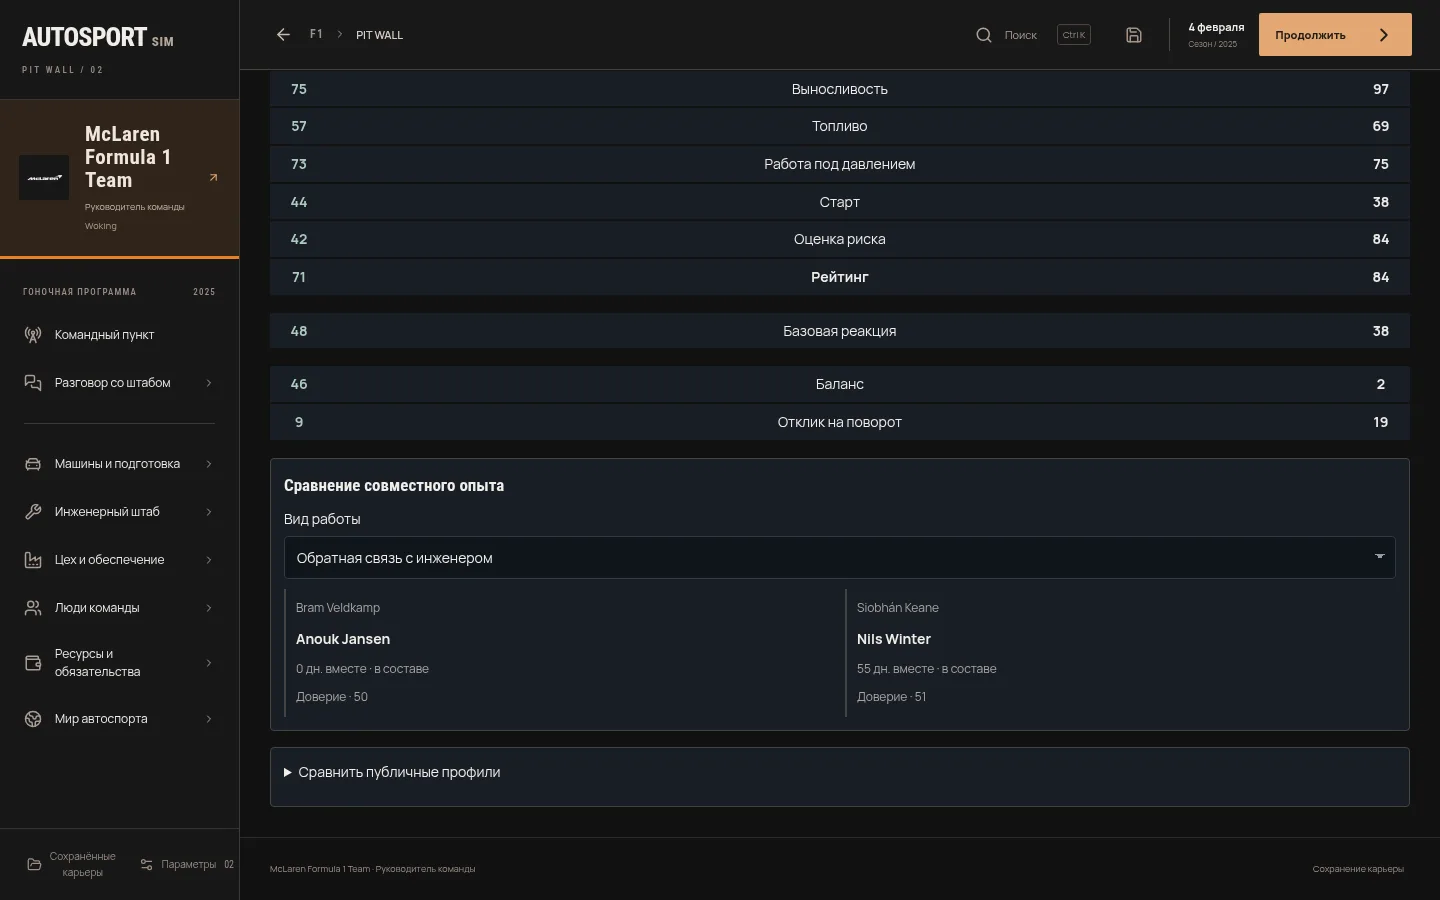 AUTOSPORT SIM
PIT WALL / 02
McLaren
McLaren
Formula 1
Team
Руководитель команды
Woking
ГОНОЧНАЯ ПРОГРАММА 2025
Командный пункт
Разговор со штабом
Машины и подготовка
Инженерный штаб
Цех и обеспечение
Люди команды
Ресурсы и
обязательства
Мир автоспорта
Сохранённые
карьеры
Параметры 02
F1 PIT WALL
Поиск Ctrl K
4 февраля
Сезон / 2025
Продолжить
75 Выносливость 97
57 Топливо 69
73 Работа под давлением 75
44 Старт 38
42 Оценка риска 84
71 Рейтинг 84
48 Базовая реакция 38
46 Баланс 2
9 Отклик на поворот 19
Сравнение совместного опыта
Вид работы
Обратная связь с инженером
Bram Veldkamp
Anouk Jansen
0 дн. вместе · в составе
Доверие · 50
Siobhán Keane
Nils Winter
55 дн. вместе · в составе
Доверие · 51
Сравнить публичные профили
McLaren Formula 1 Team · Руководитель команды
Сохранение карьеры